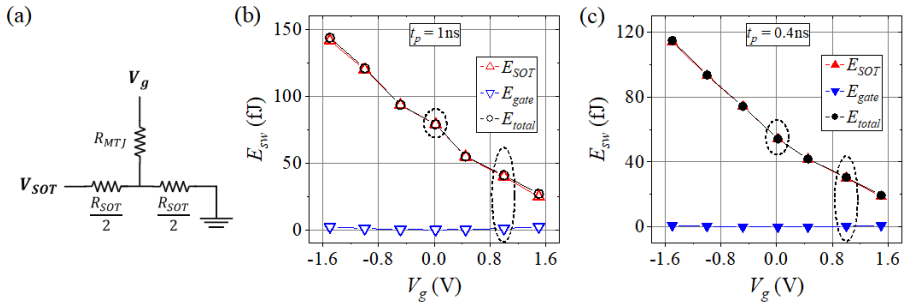 (a)
V_g
R_MTJ
V_SOT
R_SOT
2
R_SOT
2
(b)
t_p = 1ns
E_SOT
E_gate
E_total
E_sw (fJ)
150
100
50
0
-1.6 -0.8 0.0 0.8 1.6
V_g (V)
(c)
t_p = 0.4ns
E_SOT
E_gate
E_total
E_sw (fJ)
120
80
40
0
-1.6 -0.8 0.0 0.8 1.6
V_g (V)